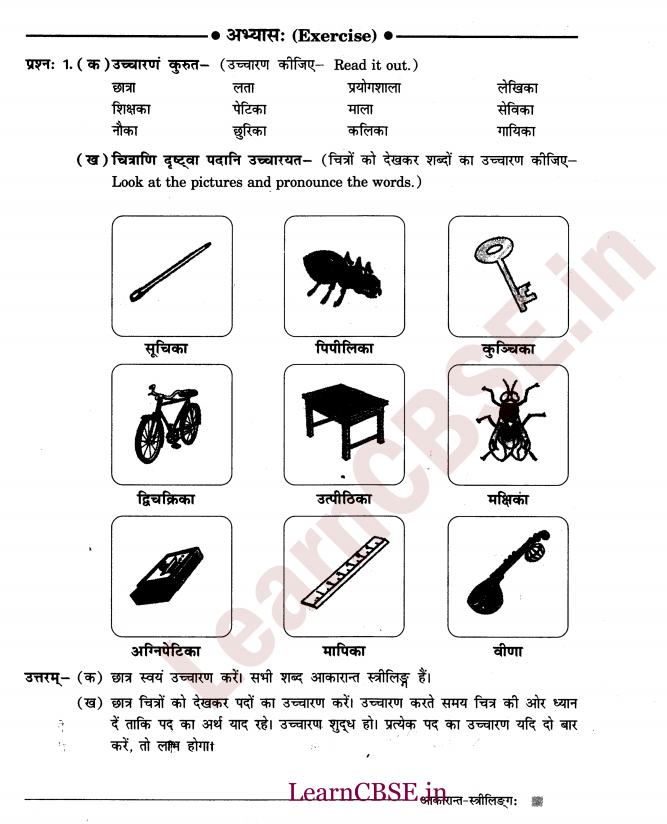 अभ्यासः (Exercise)
प्रश्नः 1. (क) उच्चारणं कुरुत– (उच्चारण कीजिए– Read it out.)
छात्रा लता प्रयोगशाला लेखिका
शिक्षिका पेटिका माला सेविका
नौका छुरिका कलिका गायिका
(ख) चित्राणि दृष्ट्वा पदानि उच्चारयत– (चित्रों को देखकर शब्दों का उच्चारण कीजिए–
Look at the pictures and pronounce the words.)
सूचिका पिपीलिका कुञ्चिका
द्विचक्रिका उत्पीठिका मक्षिका
अग्निपेटिका मापिका वीणा
उत्तरम्– (क) छात्र स्वयं उच्चारण करें। सभी शब्द आकारान्त स्त्रीलिङ्ग हैं।
(ख) छात्र चित्रों को देखकर पदों का उच्चारण करें। उच्चारण करते समय चित्र की ओर ध्यान
दें ताकि पद का अर्थ याद रहे। उच्चारण शुद्ध हो। प्रत्येक पद का उच्चारण यदि दो बार
करें, तो लाभ होगा।
LearnCBSE.in
आकारान्त-स्त्रीलिङ्गः
LearnCBSE.in